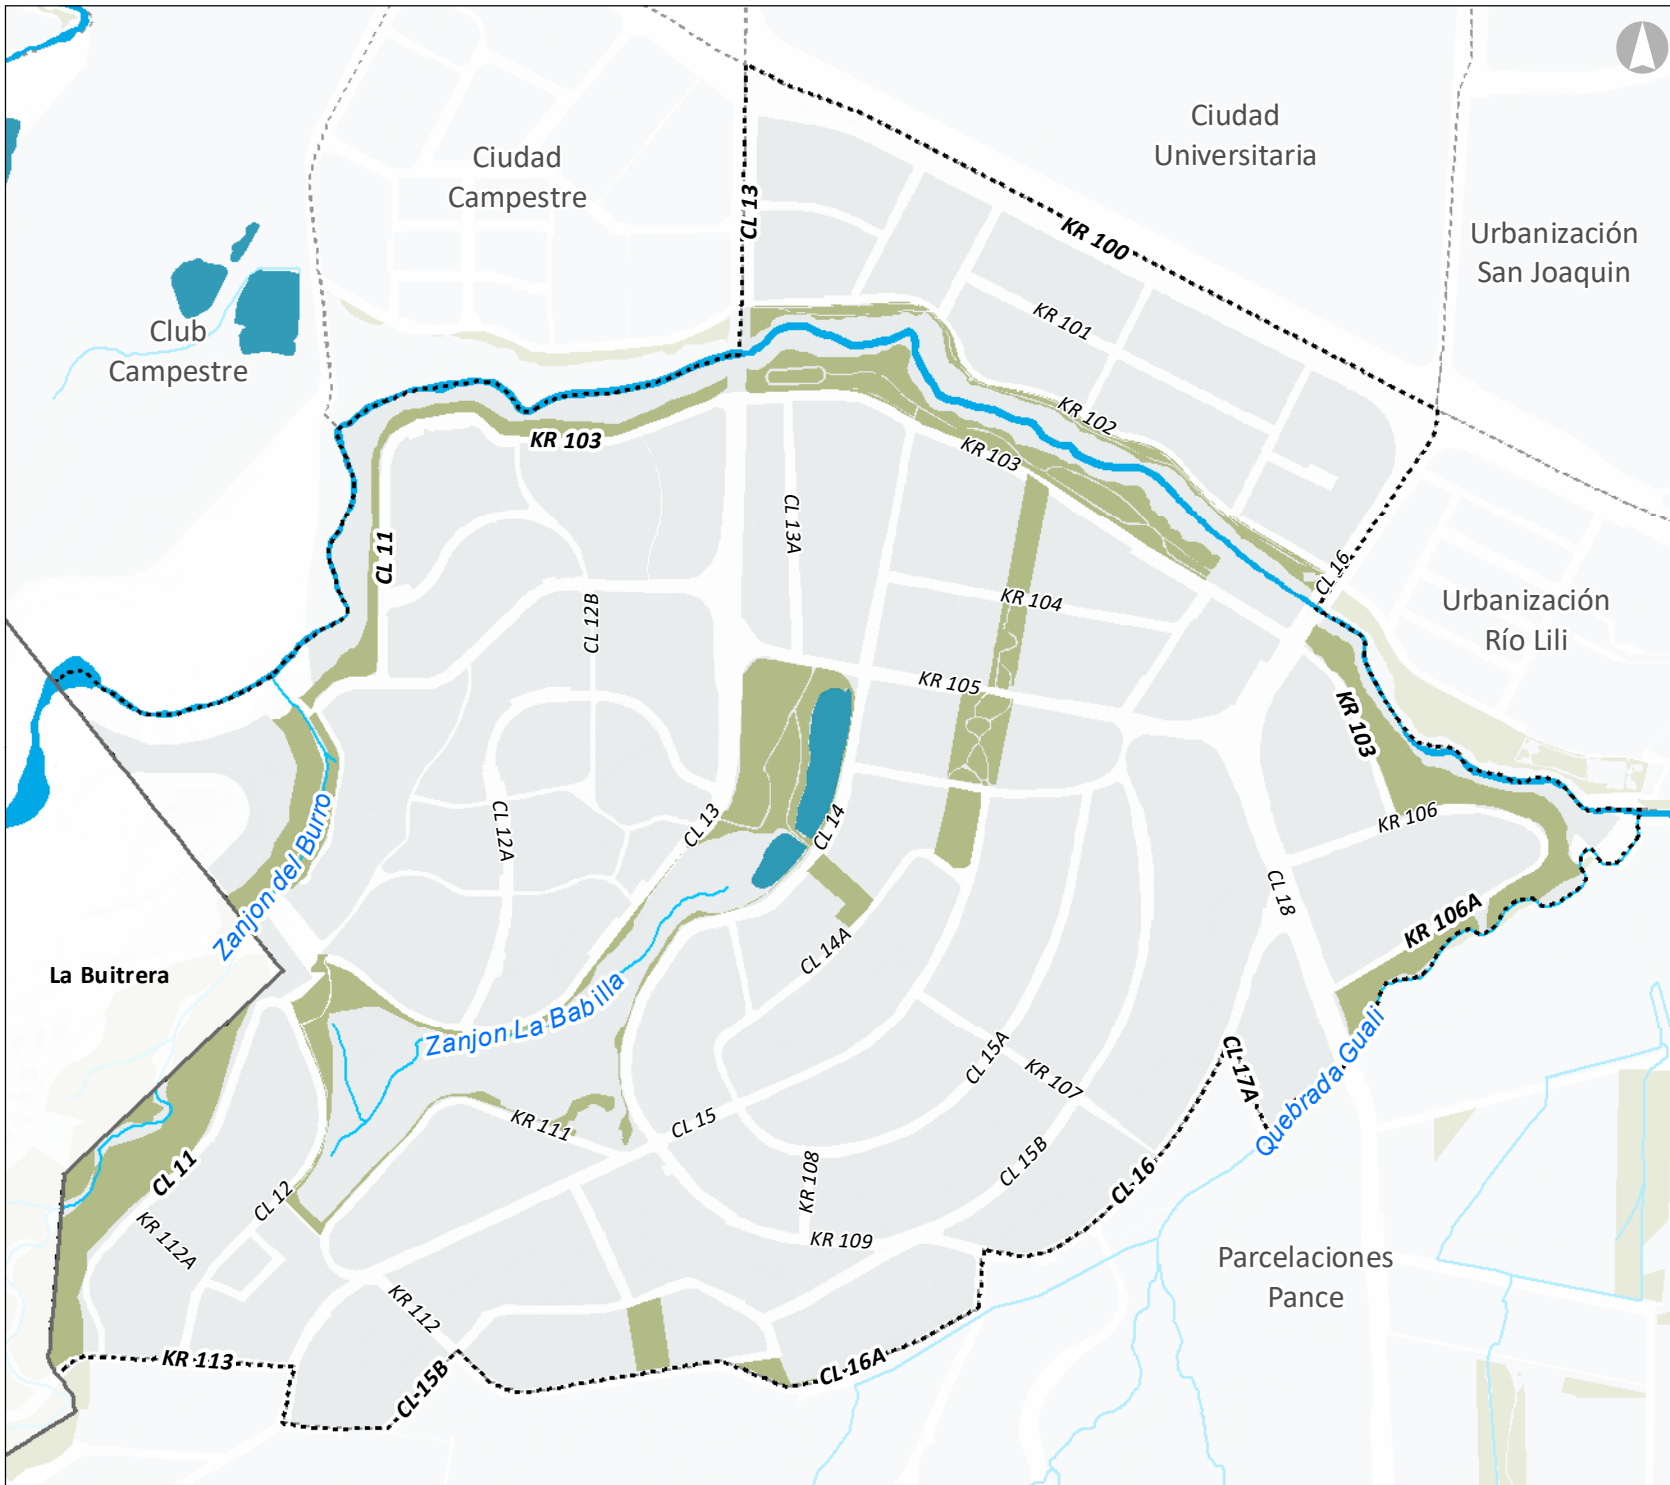 Ciudad
Universitaria
Ciudad
Campestre
CL 13
KR 100
Urbanización
San Joaquin
Club
Campestre
KR 101
KR 102
KR 103
KR 103
CL 13A
CL 11
KR 104
CL 16
CL 12B
Urbanización
Río Lili
KR 105
KR 103
CL 12A
CL 13
CL 14
KR 106
Zanjon del Burro
CL 18
KR 106A
CL 14A
La Buitrera
Zanjon La Babilla
CL 15A
KR 107
CL 17A
Quebrada Guali
KR 111
CL 15
CL 15B
CL 11
CL 12
KR 108
CL 16
KR 112A
KR 109
Parcelaciones
Pance
KR 112
KR 113
CL 15B
CL 16A